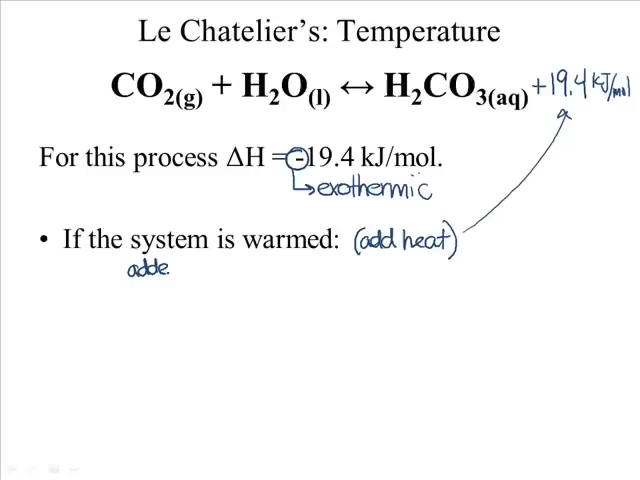 Le Chatelier's: Temperature
CO₂(g) + H₂O(l) ↔ H₂CO₃(aq) +19.4 kJ/mol
For this process ΔH = -19.4 kJ/mol.
exothermic
• If the system is warmed: (add heat)
adde